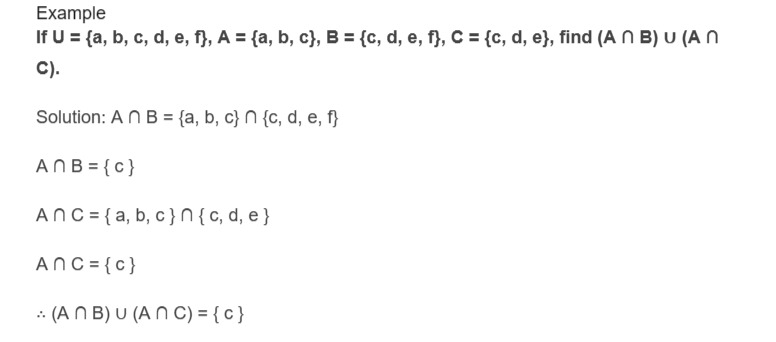 Example
If U = {a, b, c, d, e, f}, A = {a, b, c}, B = {c, d, e, f}, C = {c, d, e}, find (A ∩ B) ∪ (A ∩
C).
Solution: A ∩ B = {a, b, c} ∩ {c, d, e, f}
A ∩ B = { c }
A ∩ C = { a, b, c } ∩ { c, d, e }
A ∩ C = { c }
∴ (A ∩ B) ∪ (A ∩ C) = { c }